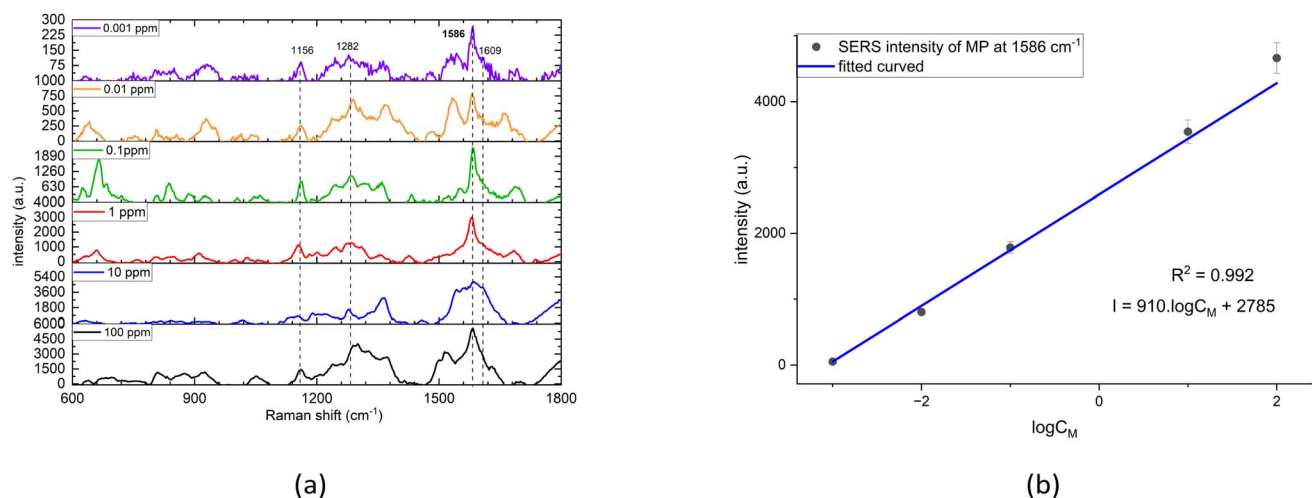 300
225
150
75
1000
0.001 ppm
1156
1282
1586
1609
750
500
250
0
0.01 ppm
1890
1260
630
4000
0.1ppm
3000
2000
1000
0
1 ppm
5400
3600
1800
6000
10 ppm
4500
3000
1500
0
100 ppm
600 900 1200 1500 1800
Raman shift (cm-1)
intensity (a.u.)
(a)
SERS intensity of MP at 1586 cm-1
fitted curved
4000
2000
0
intensity (a.u.)
R2 = 0.992
I = 910.logCM + 2785
−2 0 2
logCM
(b)